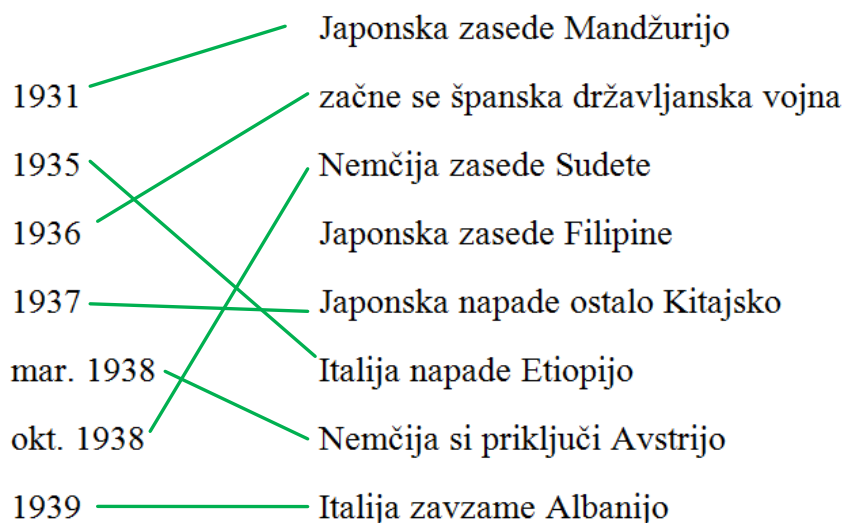 Japonska zasede Mandžurijo
1931
začne se španska državljanska vojna
1935
Nemčija zasede Sudete
1936
Japonska zasede Filipine
1937
Japonska napade ostalo Kitajsko
mar. 1938
Italija napade Etiopijo
okt. 1938
Nemčija si priključi Avstrijo
1939
Italija zavzame Albanijo